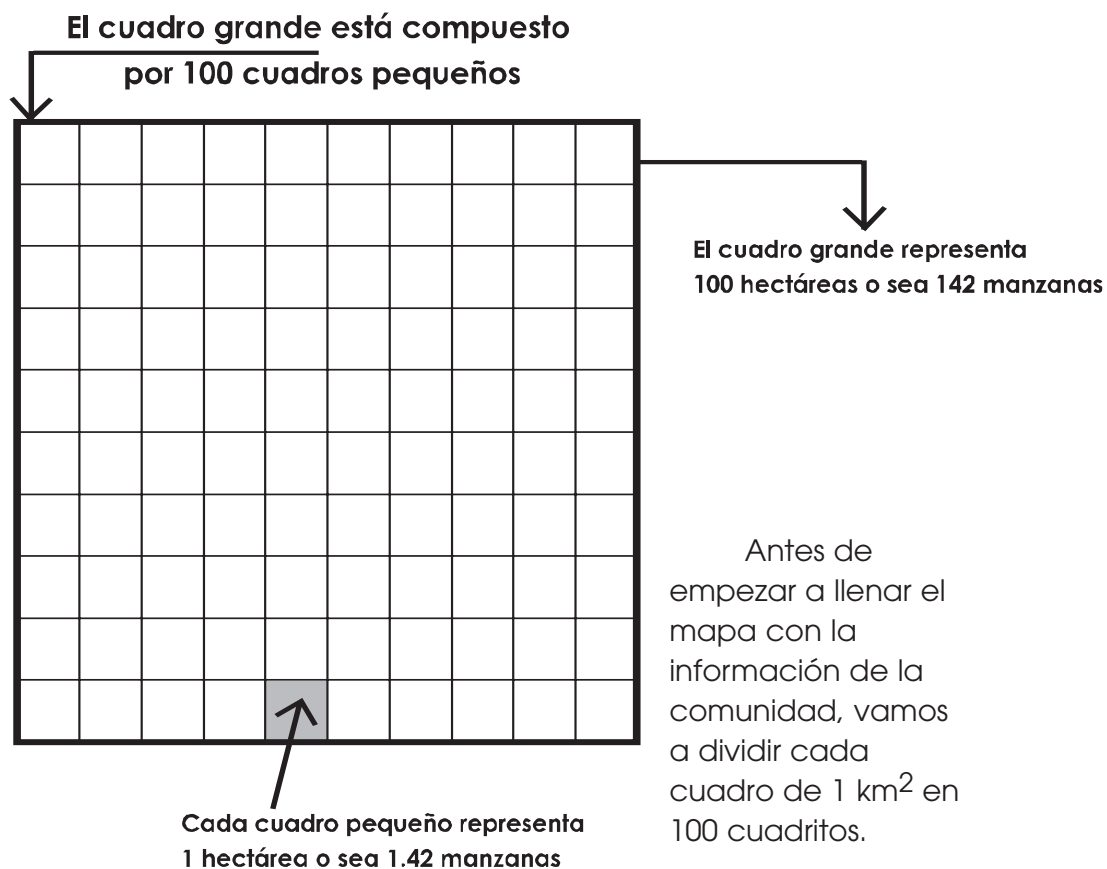 El cuadro grande está compuesto
por 100 cuadros pequeños
El cuadro grande representa
100 hectáreas o sea 142 manzanas
Antes de
empezar a llenar el
mapa con la
información de la
comunidad, vamos
a dividir cada
cuadro de 1 km² en
100 cuadritos.
Cada cuadro pequeño representa
1 hectárea o sea 1.42 manzanas